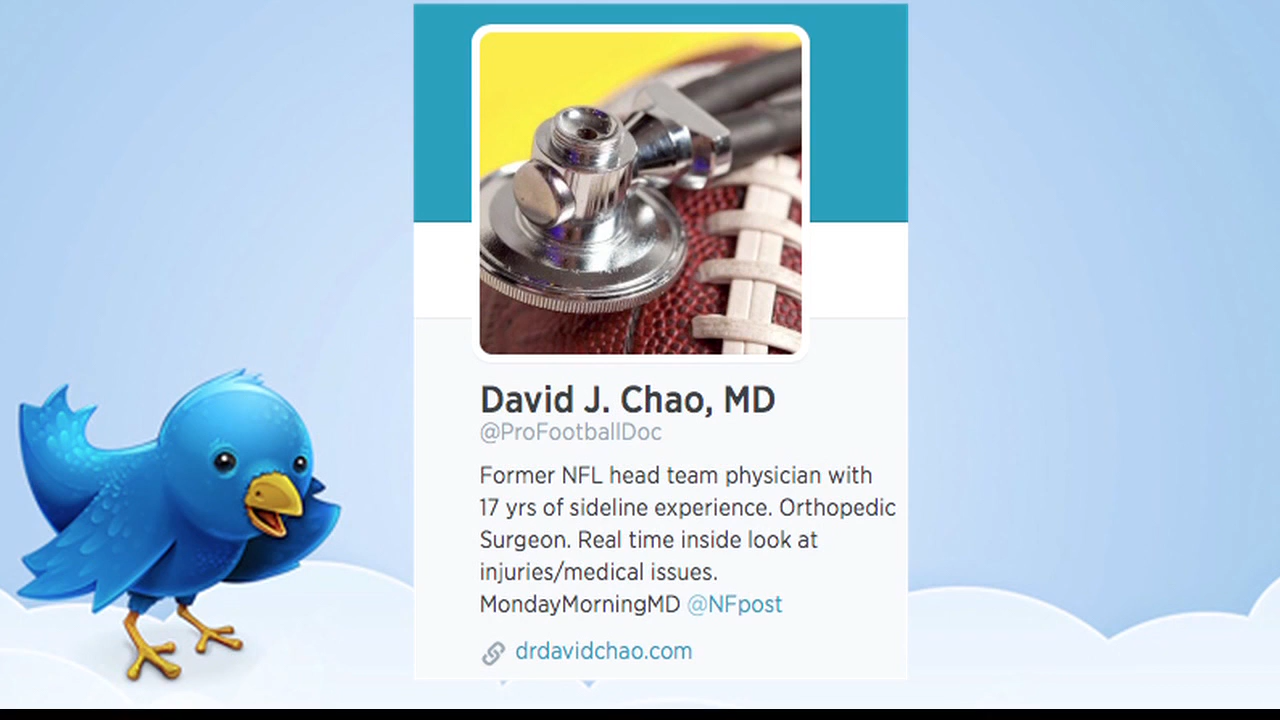 David J. Chao, MD
@ProFootballDoc
Former NFL head team physician with
17 yrs of sideline experience. Orthopedic
Surgeon. Real time inside look at
injuries/medical issues.
MondayMorningMD @NFpost
drdavidchao.com